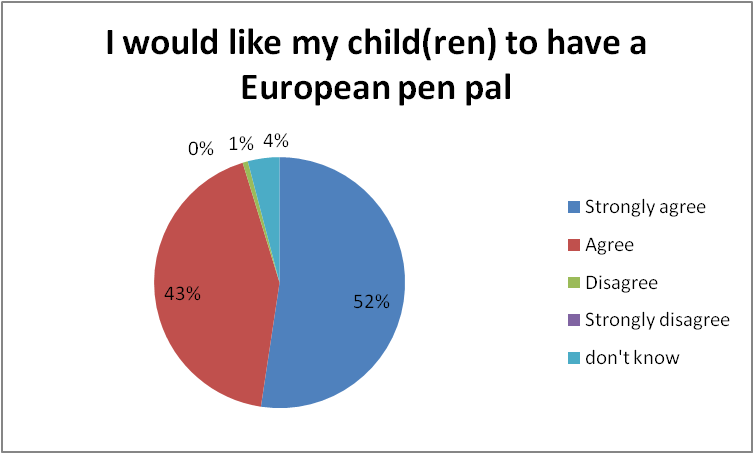 I would like my child(ren) to have a
European pen pal
0%
1%
4%
43%
52%
Strongly agree
Agree
Disagree
Strongly disagree
don't know